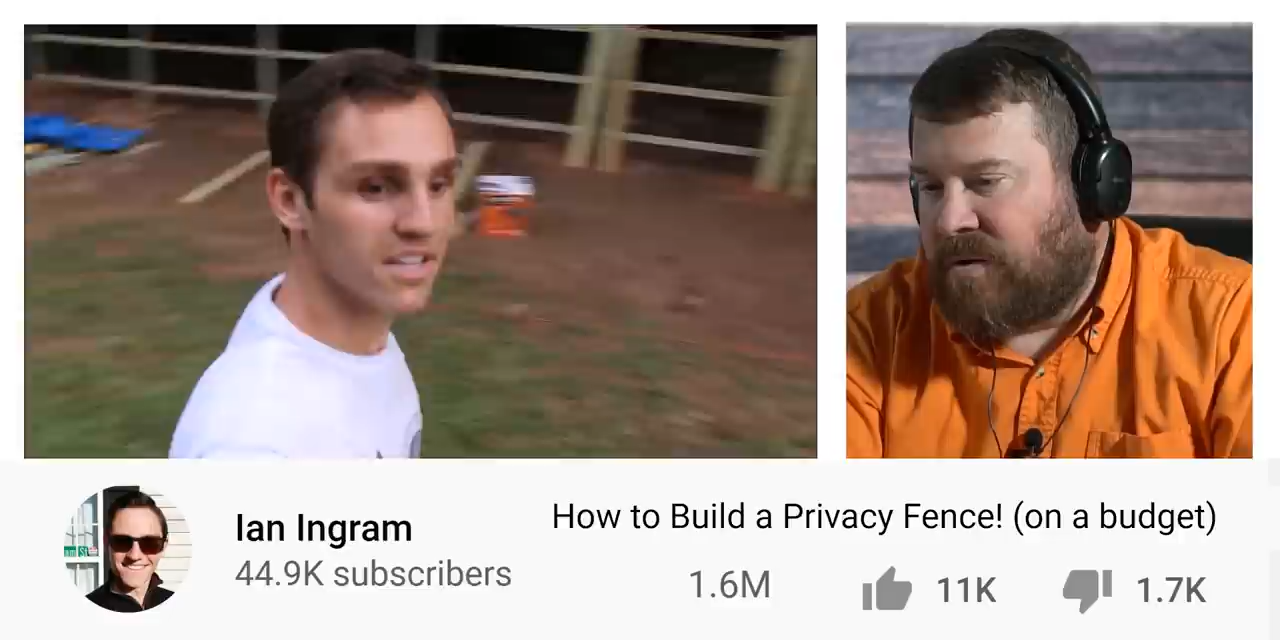 Ian Ingram
44.9K subscribers
How to Build a Privacy Fence! (on a budget)
1.6M
11K
1.7K